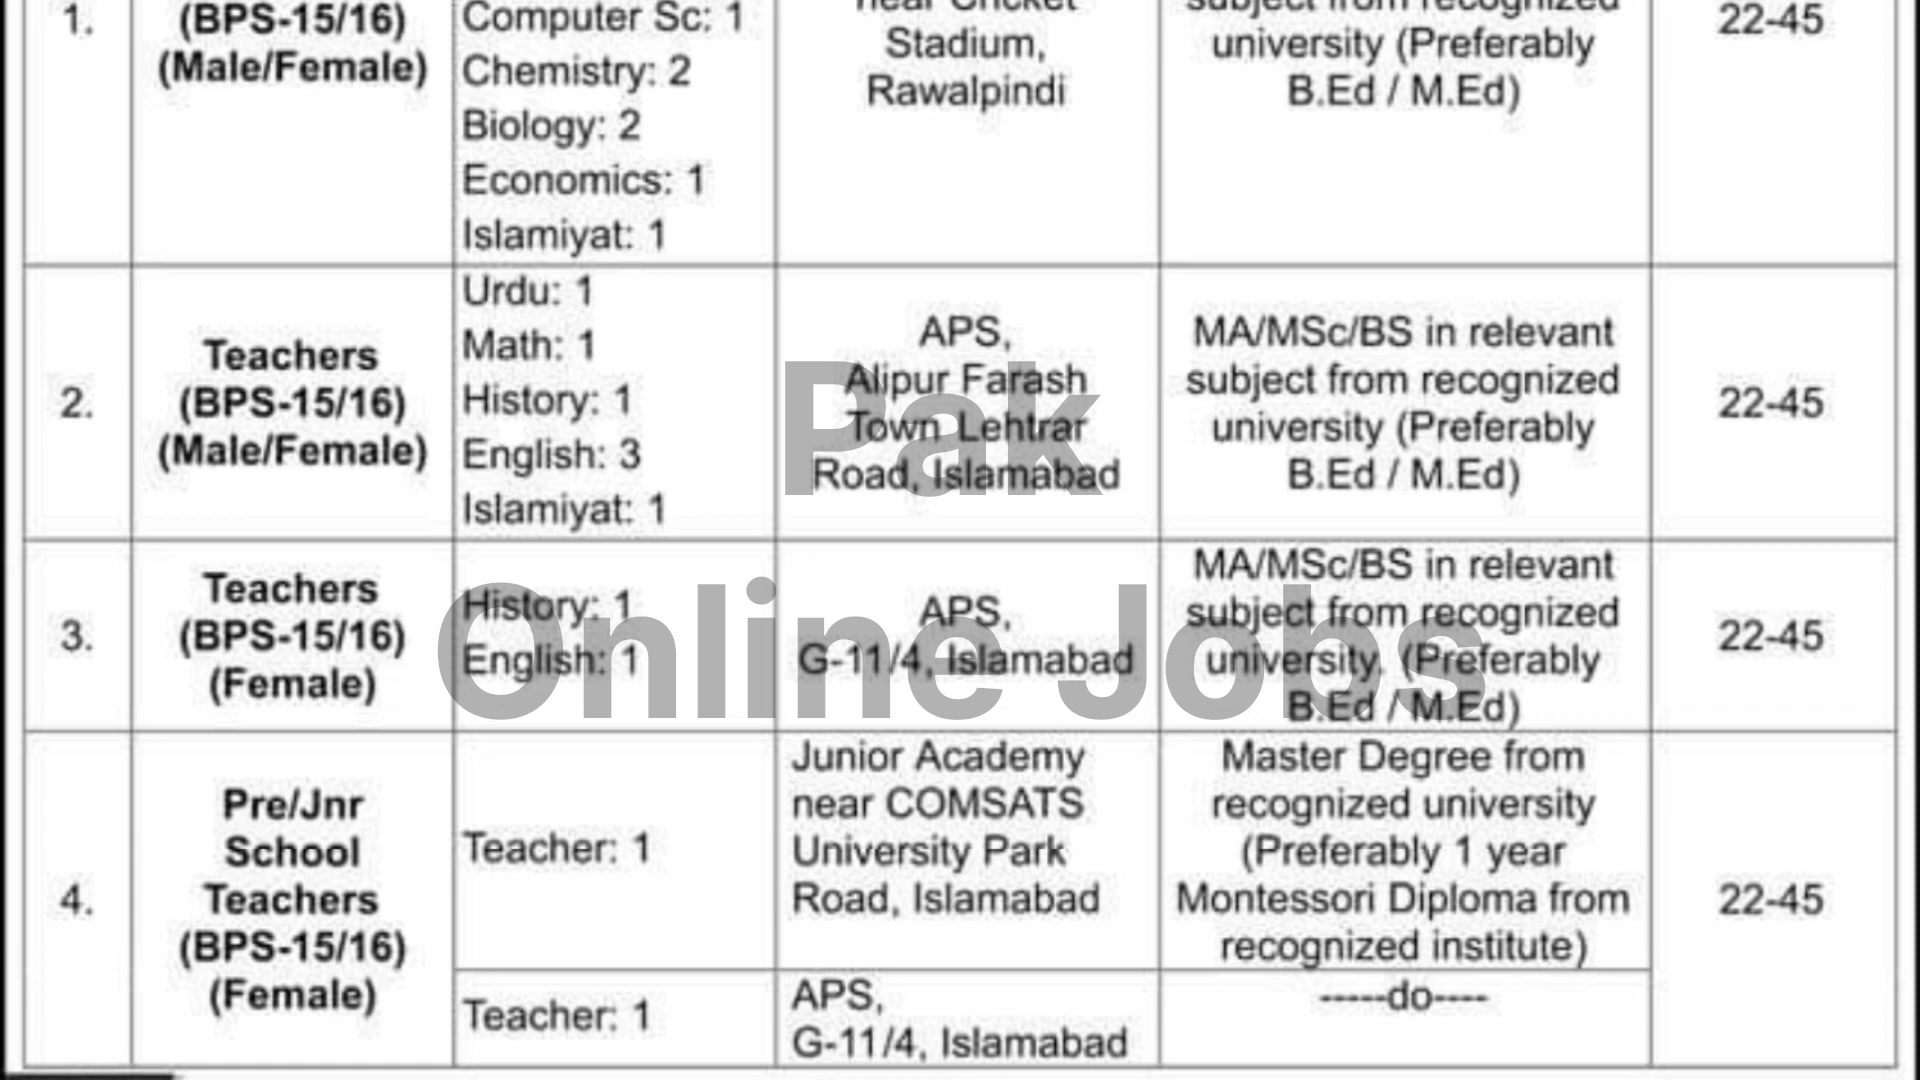 1.
(BPS-15/16)
(Male/Female)
Computer Sc: 1
Chemistry: 2
Biology: 2
Economics: 1
Islamiyat: 1
near Cricket
Stadium,
Rawalpindi
subject from recognized
university (Preferably
B.Ed / M.Ed)
22-45
2.
Teachers
(BPS-15/16)
(Male/Female)
Urdu: 1
Math: 1
History: 1
English: 3
Islamiyat: 1
APS,
Alipur Farash
Town Lehtrar
Road, Islamabad
MA/MSc/BS in relevant
subject from recognized
university (Preferably
B.Ed / M.Ed)
22-45
3.
Teachers
(BPS-15/16)
(Female)
History: 1
English: 1
APS,
G-11/4, Islamabad
MA/MSc/BS in relevant
subject from recognized
university. (Preferably
B.Ed / M.Ed)
22-45
4.
Pre/Jnr
School
Teachers
(BPS-15/16)
(Female)
Teacher: 1
Junior Academy
near COMSATS
University Park
Road, Islamabad
Master Degree from
recognized university
(Preferably 1 year
Montessori Diploma from
recognized institute)
22-45
Teacher: 1
APS,
G-11/4, Islamabad
-----do----
Pak
Online Jobs